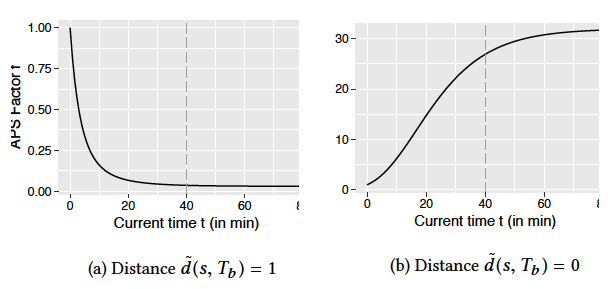 1.00
0.75
0.50
0.25
0.00
APS Factor f
0 20 40 60
Current time t (in min)
(a) Distance d̃(s, T_b) = 1
30
20
10
0
0 20 40 60
Current time t (in min)
(b) Distance d̃(s, T_b) = 0